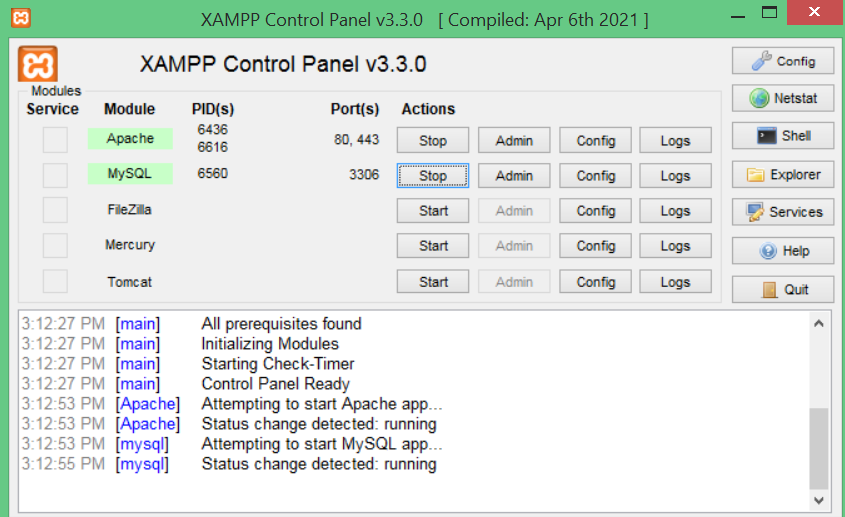 XAMPP Control Panel v3.3.0 [ Compiled: Apr 6th 2021 ]
XAMPP Control Panel v3.3.0
Config
Modules
Service Module PID(s) Port(s) Actions
Netstat
Apache 6436 6616 80, 443 Stop Admin Config Logs
Shell
MySQL 6560 3306 Stop Admin Config Logs
Explorer
FileZilla Start Admin Config Logs
Services
Mercury Start Admin Config Logs
Help
Tomcat Start Admin Config Logs
Quit
3:12:27 PM [main] All prerequisites found
3:12:27 PM [main] Initializing Modules
3:12:27 PM [main] Starting Check-Timer
3:12:27 PM [main] Control Panel Ready
3:12:53 PM [Apache] Attempting to start Apache app...
3:12:53 PM [Apache] Status change detected: running
3:12:53 PM [mysql] Attempting to start MySQL app...
3:12:55 PM [mysql] Status change detected: running